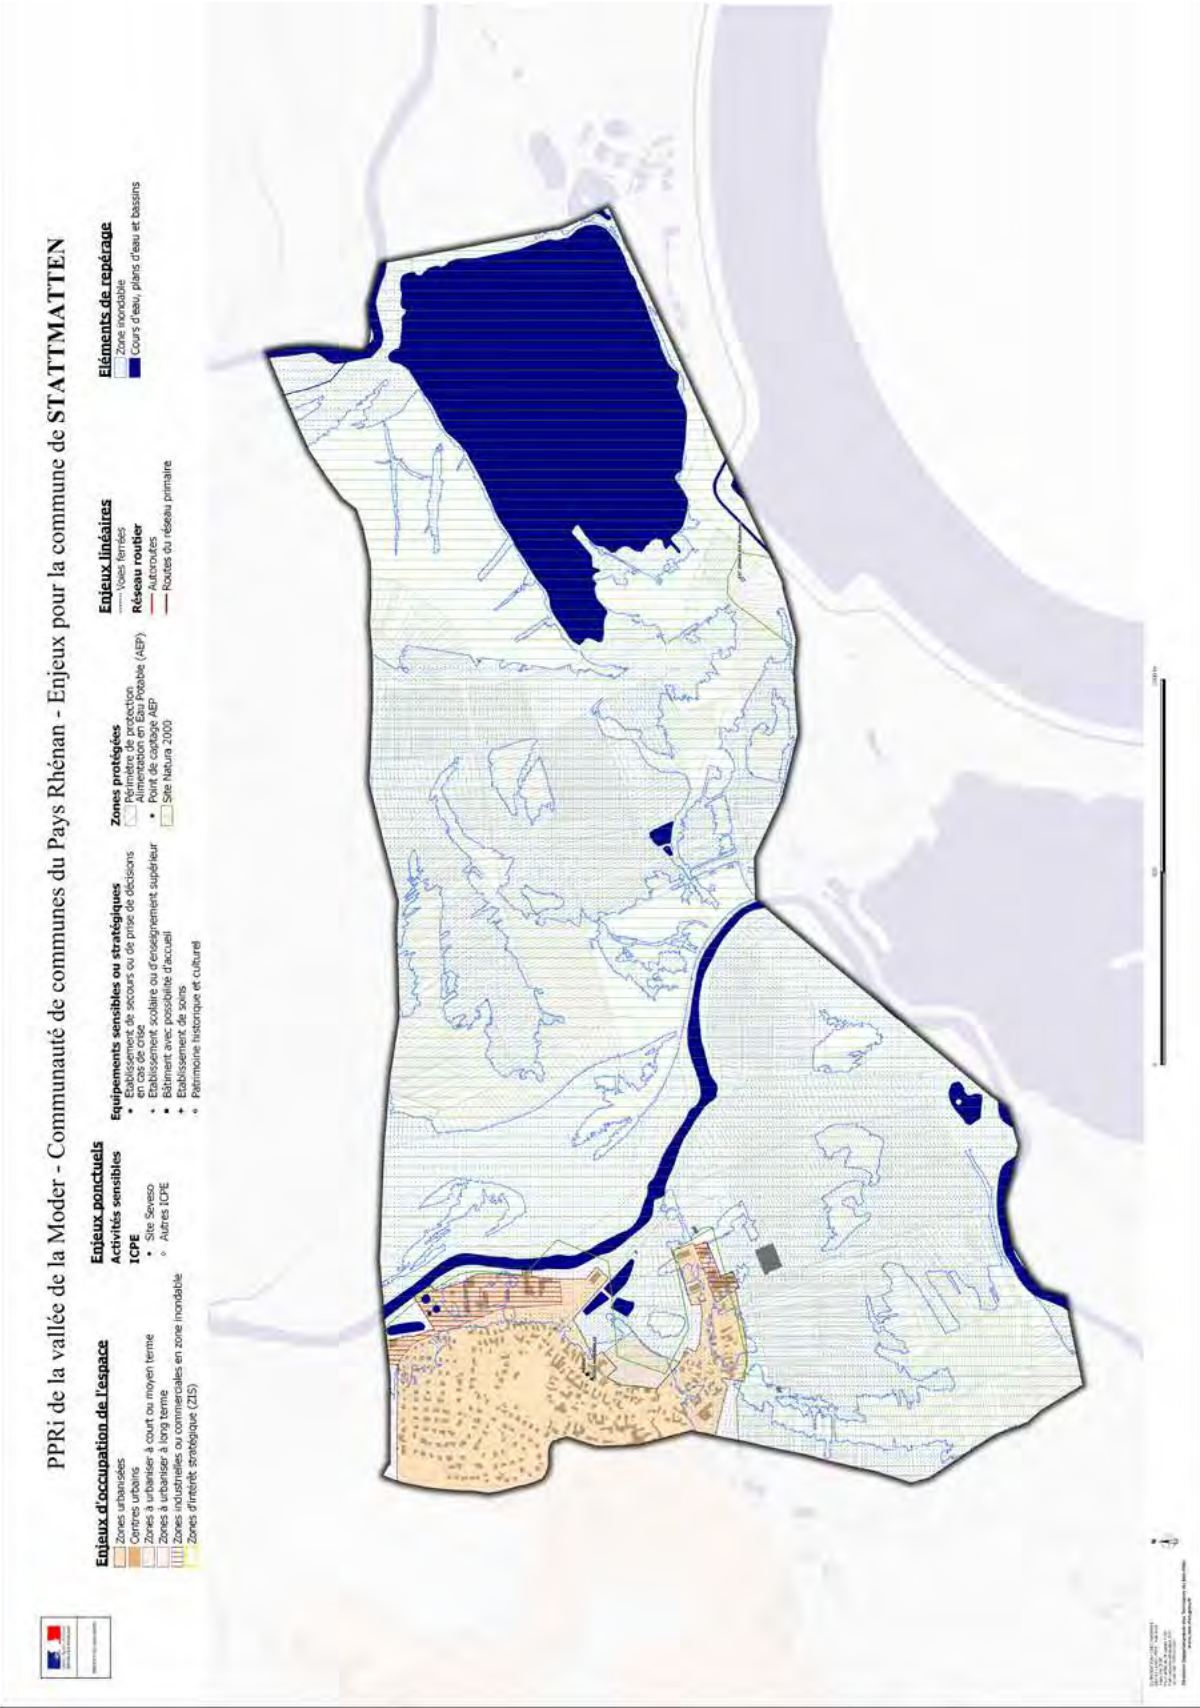 PPRi de la vallée de la Moder - Communauté de communes du Pays Rhénan - Enjeux pour la commune de STATTMATTEN
Enjeux d'occupation de l'espace
Zones urbanisées
Centres urbains
Zones à urbaniser à court ou moyen terme
Zones à urbaniser à long terme
Zones industrielles ou commerciales en zone inondable
Zones d'intérêt stratégique (ZIS)
Enjeux ponctuels
Activités sensibles
ICPE
Site Seveso
Autres ICPE
Equipements sensibles ou stratégiques
Etablissement de secours ou de prise de décisions
en cas de crise
Etablissement scolaire ou d'enseignement supérieur
Bâtiment avec possibilité d'accueil
Etablissement de soins
Patrimoine historique et culturel
Zones protégées
Périmètre de protection
Alimentation en Eau Potable (AEP)
Point de captage AEP
Site Natura 2000
Enjeux linéaires
Voies ferrées
Réseau routier
Autoroutes
Routes du réseau primaire
Eléments de repérage
Zone inondable
Cours d'eau, plans d'eau et bassins